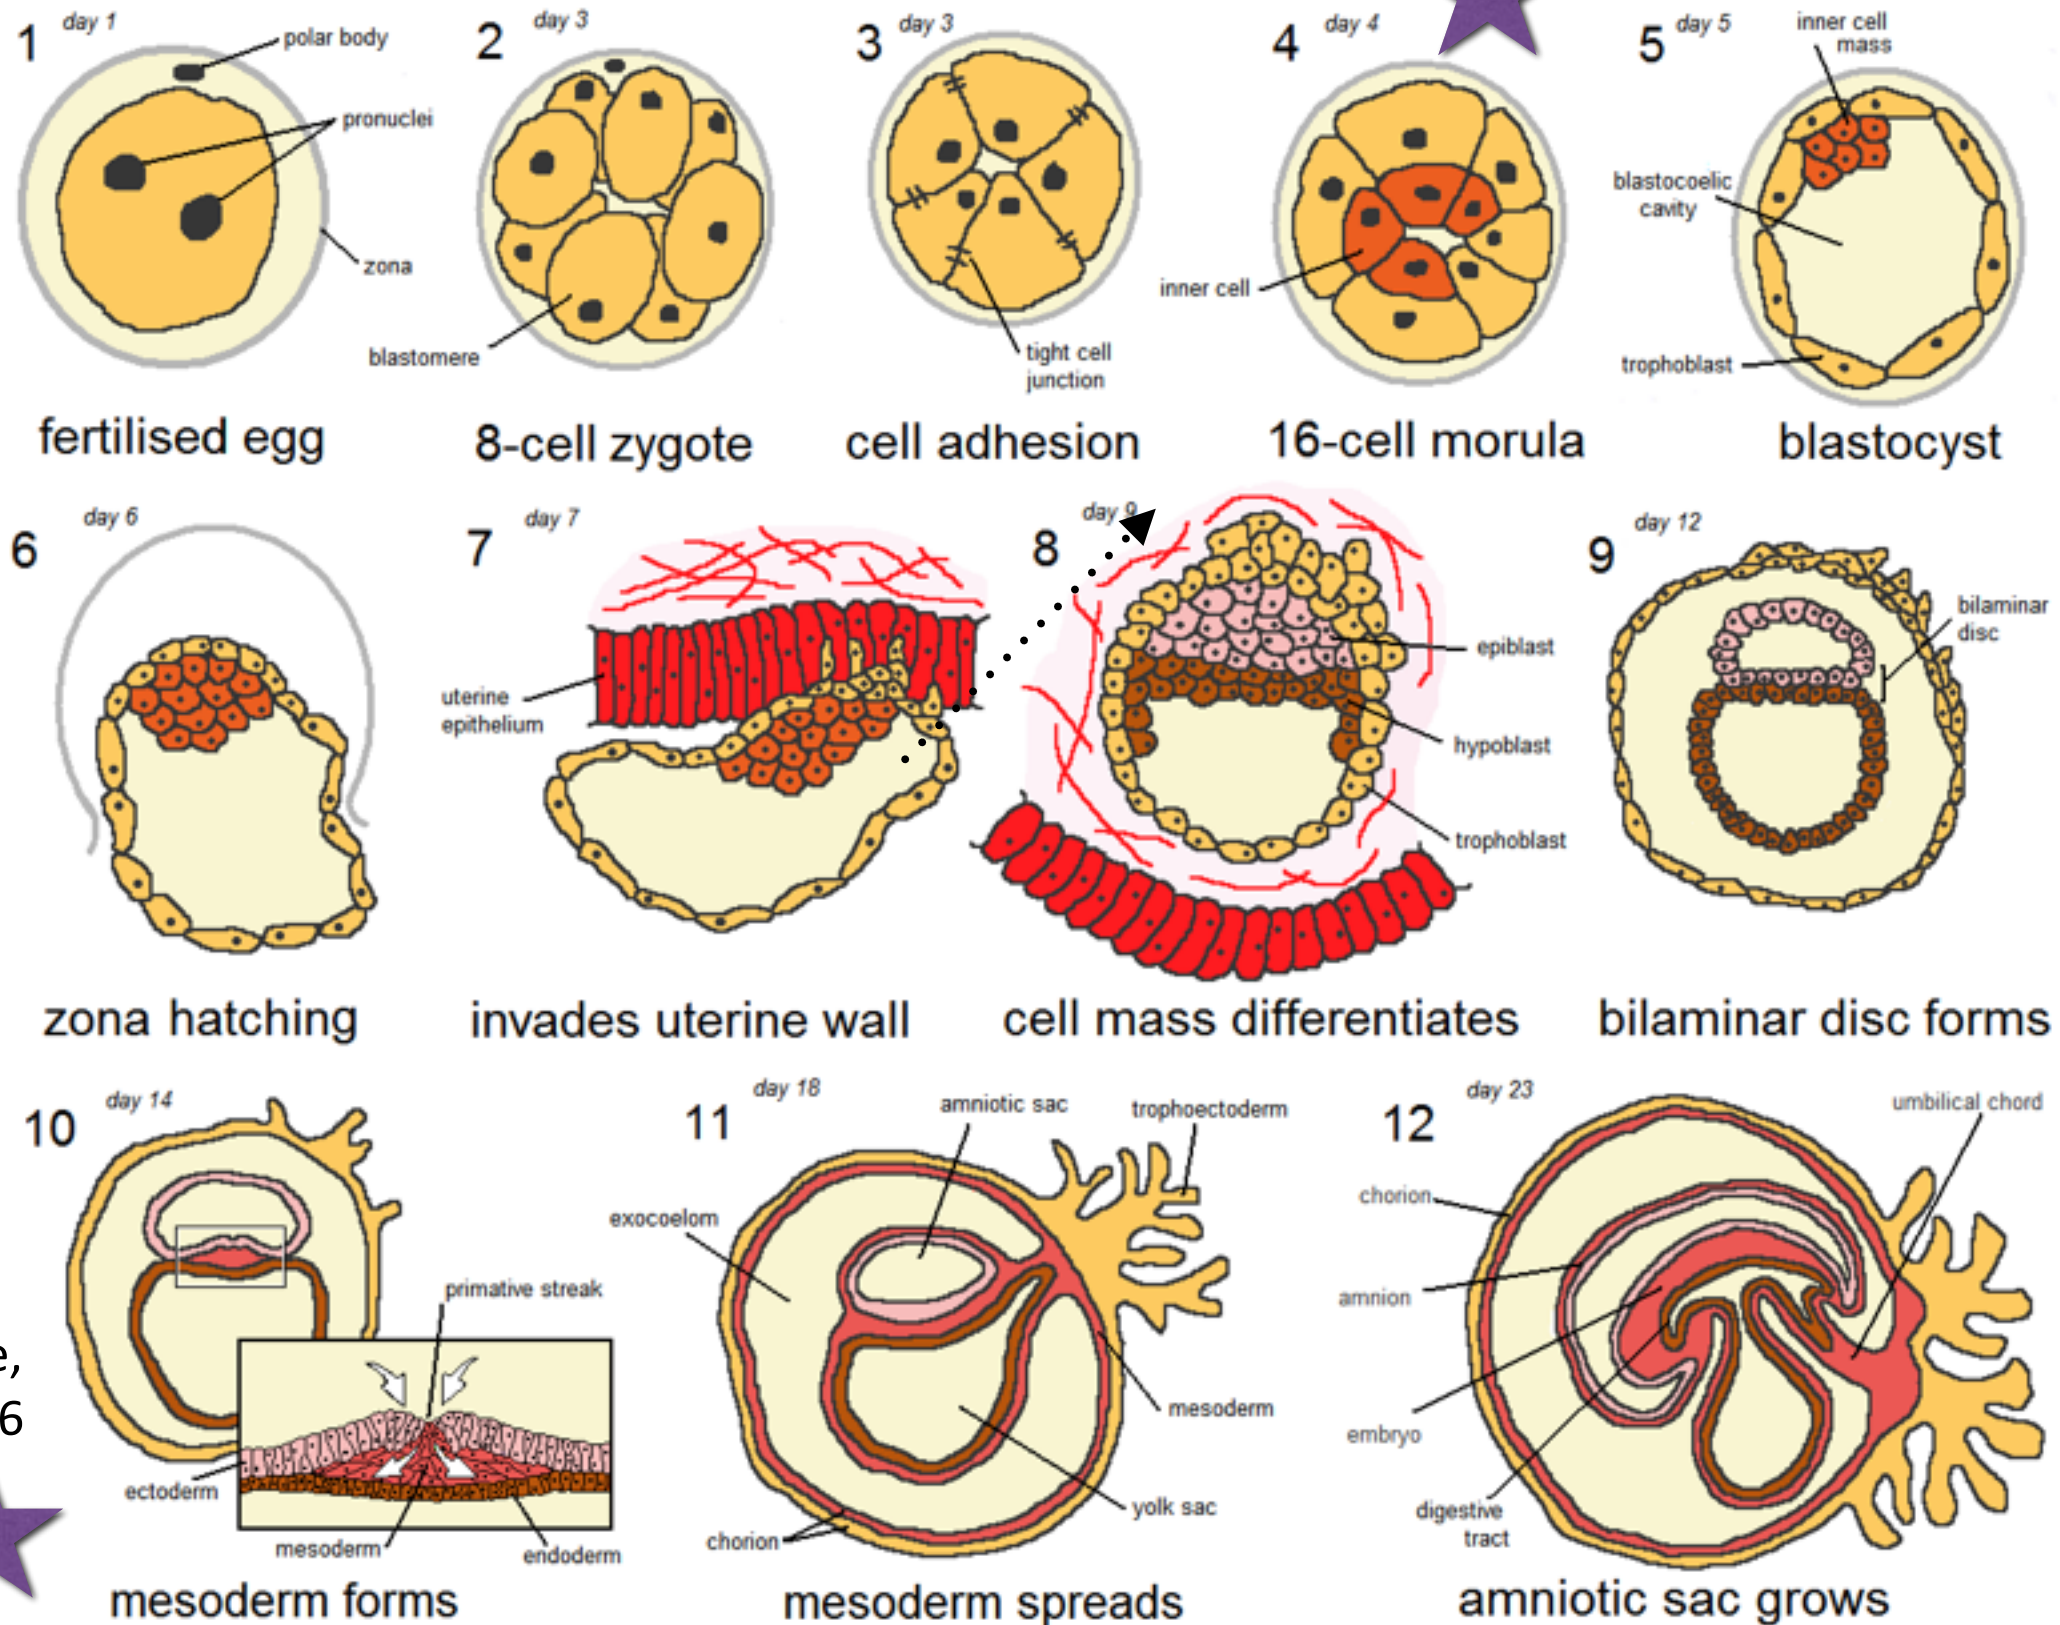 1
day 1
polar body
pronuclei
zona
fertilised egg
2
day 3
blastomere
8-cell zygote
3
day 3
tight cell
junction
cell adhesion
4
day 4
inner cell
16-cell morula
5
day 5
inner cell
mass
blastocoelic
cavity
trophoblast
blastocyst
6
day 6
zona hatching
7
day 7
uterine
epithelium
invades uterine wall
8
day 9
epiblast
hypoblast
trophoblast
cell mass differentiates
9
day 12
bilaminar
disc
bilaminar disc forms
10
day 14
primative streak
ectoderm
mesoderm
endoderm
mesoderm forms
e,
6
11
day 18
amniotic sac
trophoectoderm
exocoelom
mesoderm
yolk sac
chorion
mesoderm spreads
12
day 23
umbilical chord
chorion
amnion
embryo
digestive
tract
amniotic sac grows